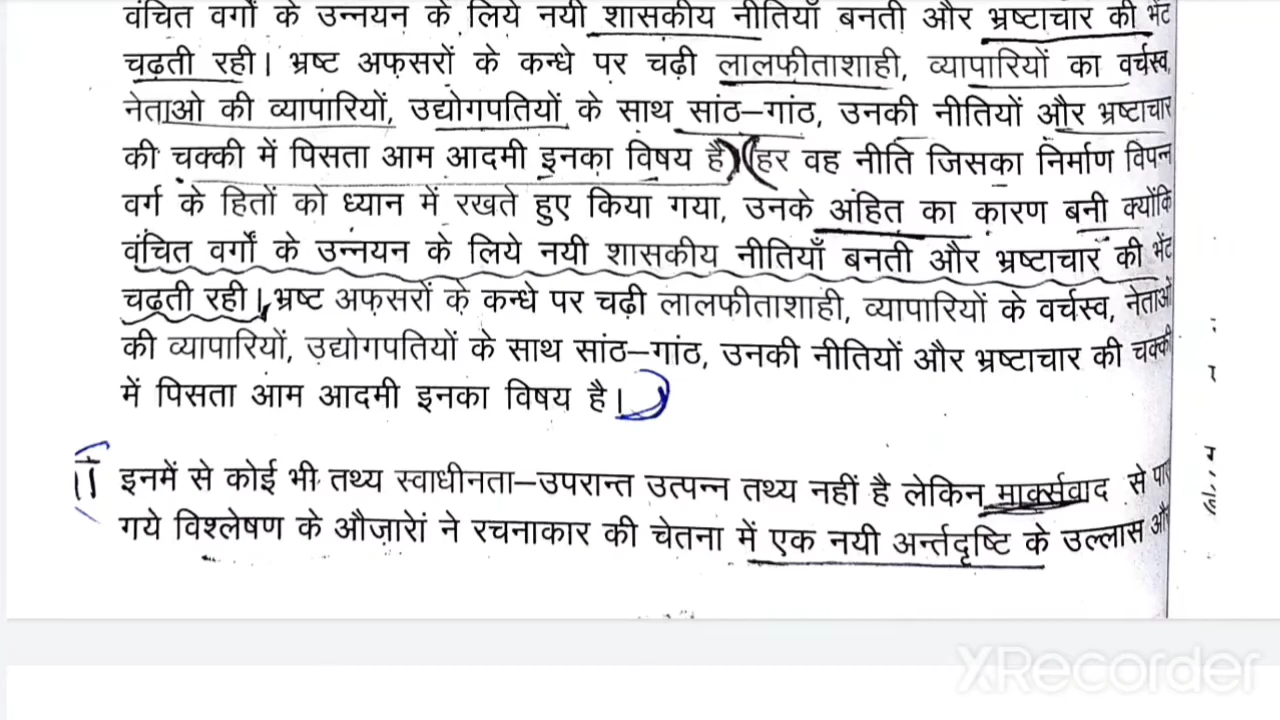 वंचित वर्गो के उन्नयन के लिये नयी शासकीय नीतियाँ बनती और भ्रष्टाचार की भेंट
चढ़ती रही। भ्रष्ट अफ़सरों के कन्धे पर चढ़ी लालफीताशाही, व्यापारियों का वर्चस्व,
नेताओ की व्यापारियों, उद्योगपतियों के साथ सांठ–गांठ, उनकी नीतियों और भ्रष्टाचार
की चक्की में पिसता आम आदमी इनका विषय है। हर वह नीति जिसका निर्माण विपन्न
वर्ग के हितों को ध्यान में रखते हुए किया गया, उनके अहित का कारण बनी क्योंकि
वंचित वर्गों के उन्नयन के लिये नयी शासकीय नीतियाँ बनती और भ्रष्टाचार की भेंट
चढ़ती रही। भ्रष्ट अफ़सरों के कन्धे पर चढ़ी लालफीताशाही, व्यापारियों के वर्चस्व, नेताओ
की व्यापारियों, उद्योगपतियों के साथ सांठ–गांठ, उनकी नीतियों और भ्रष्टाचार की चक्की
में पिसता आम आदमी इनका विषय है।
II इनमें से कोई भी तथ्य स्वाधीनता–उपरान्त उत्पन्न तथ्य नहीं है लेकिन मार्क्सवाद से
गये विश्लेषण के औज़ारों ने रचनाकार की चेतना में एक नयी अर्न्तदृष्टि के उल्लास और
XRecorder